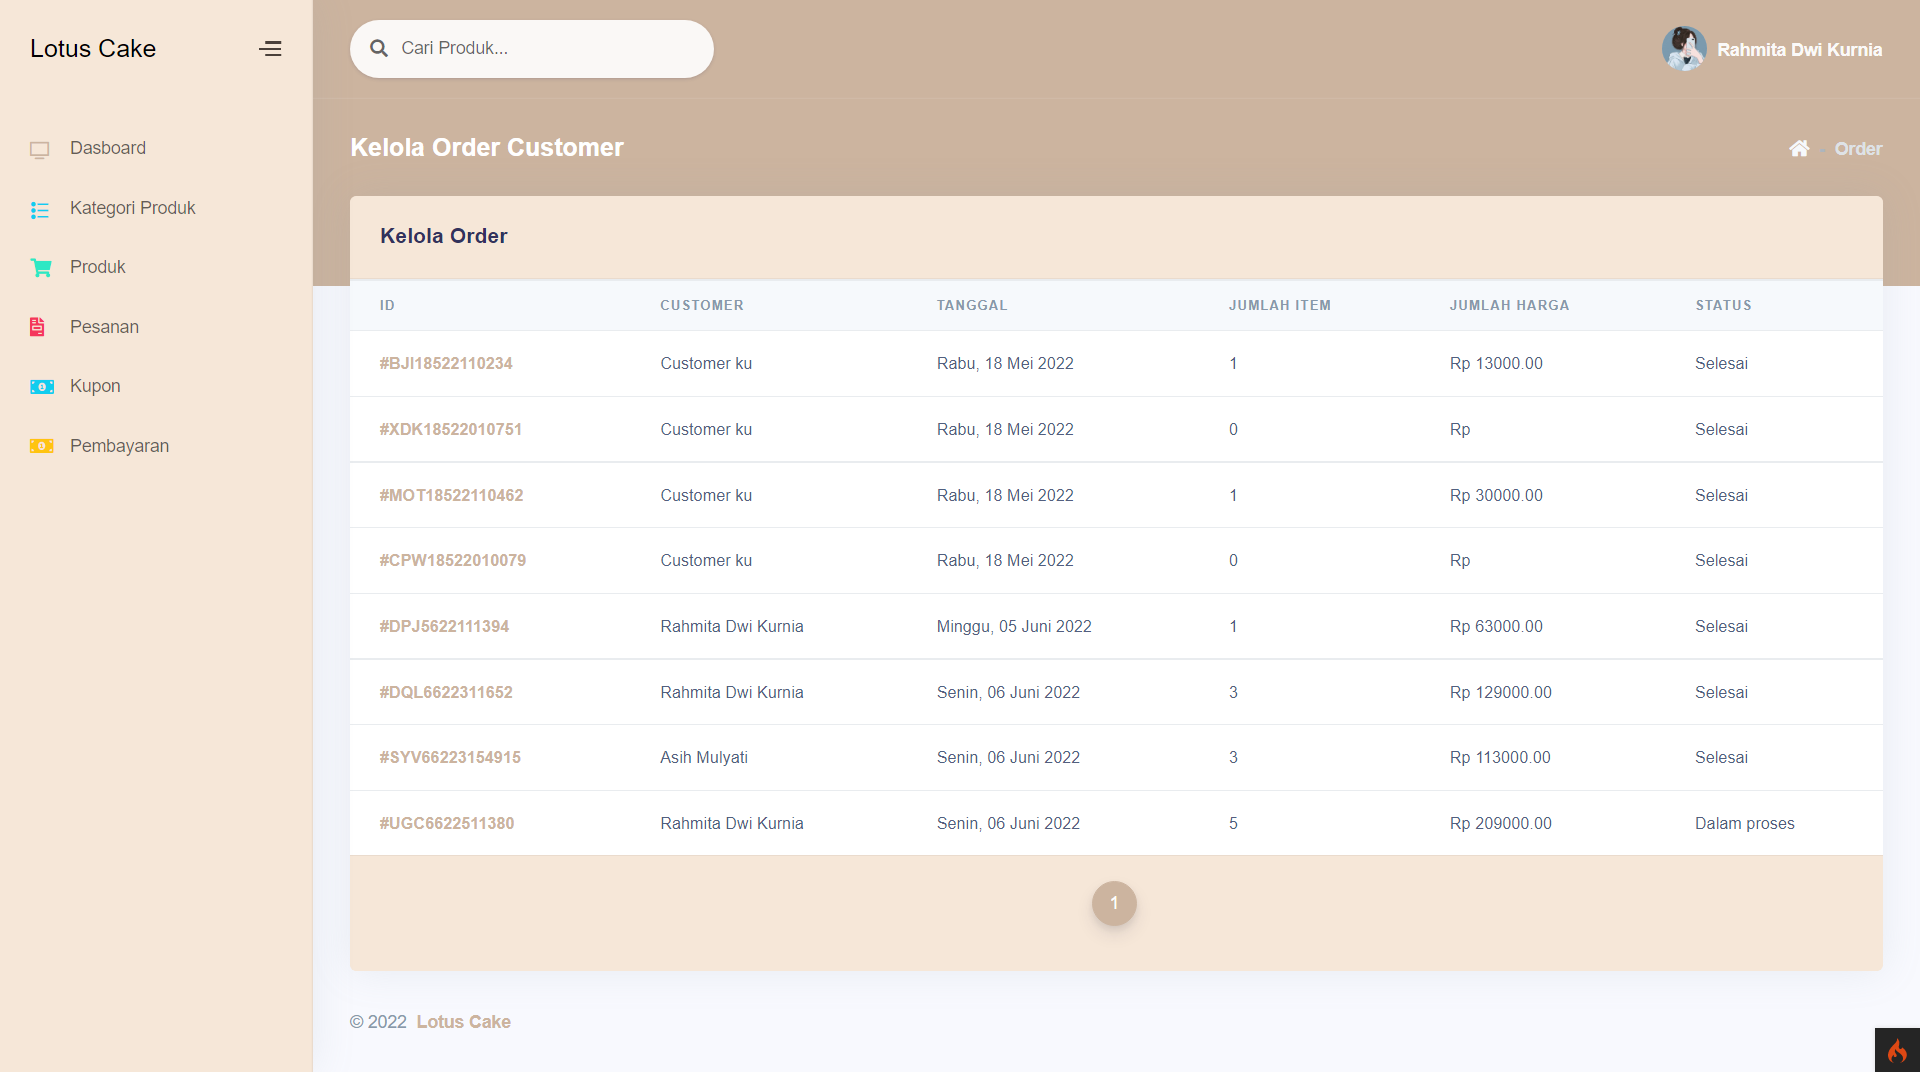 Lotus Cake
Cari Produk...
Rahmita Dwi Kurnia
Dasboard
Kategori Produk
Produk
Pesanan
Kupon
Pembayaran
Kelola Order Customer
- Order
Kelola Order
ID CUSTOMER TANGGAL JUMLAH ITEM JUMLAH HARGA STATUS
#BJI18522110234 Customer ku Rabu, 18 Mei 2022 1 Rp 13000.00 Selesai
#XDK18522010751 Customer ku Rabu, 18 Mei 2022 0 Rp Selesai
#MOT18522110462 Customer ku Rabu, 18 Mei 2022 1 Rp 30000.00 Selesai
#CPW18522010079 Customer ku Rabu, 18 Mei 2022 0 Rp Selesai
#DPJ5622111394 Rahmita Dwi Kurnia Minggu, 05 Juni 2022 1 Rp 63000.00 Selesai
#DQL6622311652 Rahmita Dwi Kurnia Senin, 06 Juni 2022 3 Rp 129000.00 Selesai
#SYV66223154915 Asih Mulyati Senin, 06 Juni 2022 3 Rp 113000.00 Selesai
#UGC6622511380 Rahmita Dwi Kurnia Senin, 06 Juni 2022 5 Rp 209000.00 Dalam proses
1
© 2022 Lotus Cake